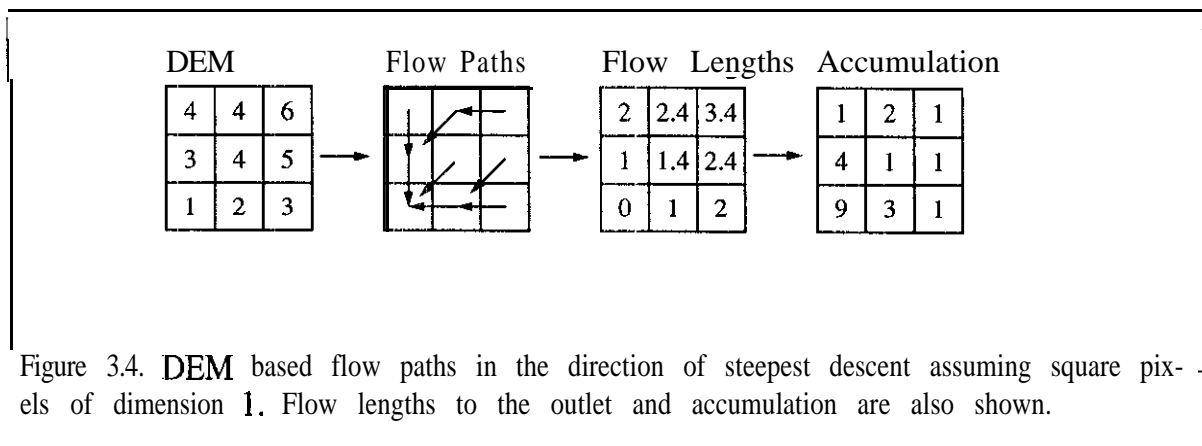 DEM Flow Paths Flow Lengths Accumulation
4 4 6 2 2.4 3.4 1 2 1
3 4 5 1 1.4 2.4 4 1 1
1 2 3 0 1 2 9 3 1
Figure 3.4. DEM based flow paths in the direction of steepest descent assuming square pix-
els of dimension 1. Flow lengths to the outlet and accumulation are also shown.